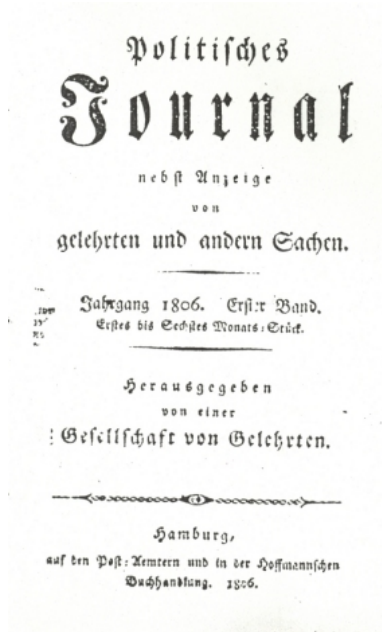 Politisches
Journal
nebst Anzeige
von
gelehrten und andern Sachen.
Jahrgang 1806. Erster Band.
Erstes bis Sechstes Monats-Stück.
Herausgegeben
von einer
Gesellschaft von Gelehrten.
Hamburg,
auf den Post-Aemtern und in der Hoffmannschen
Buchhandlung. 1806.